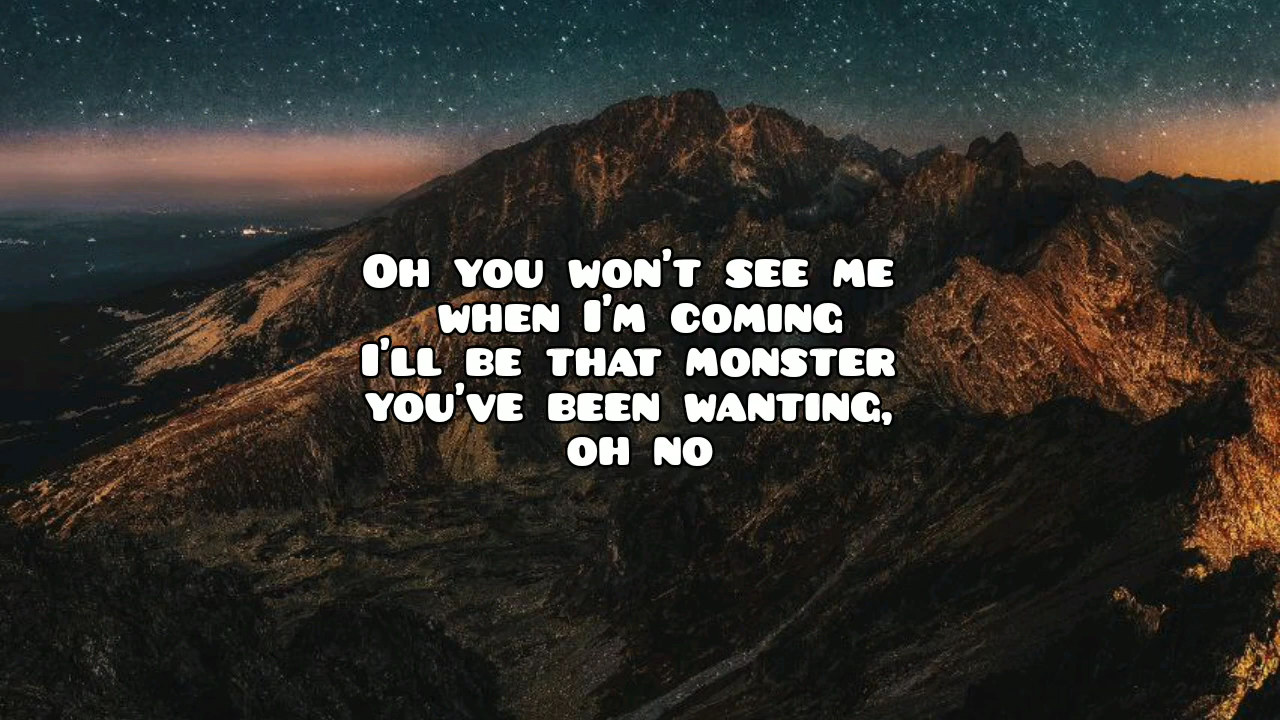 Oh you won't see me
when I'm coming
I'll be that monster
you've been wanting,
oh no